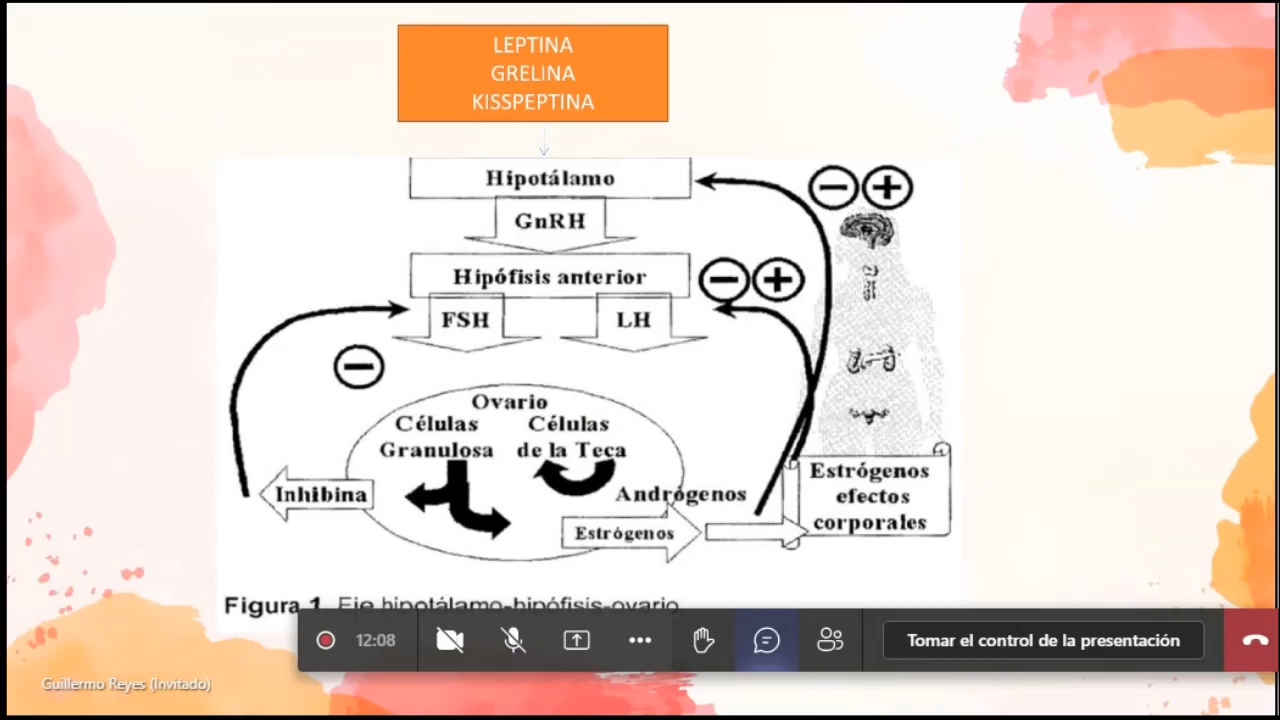 LEPTINA
GRELINA
KISSPEPTINA
Hipotálamo
GnRH
Hipófisis anterior
FSH
LH
Ovario
Células
Granulosa
Células
de la Teca
Inhibina
Andrógenos
Estrógenos
Estrógenos
efectos
corporales
Figura 1. Eje hipotálamo-hipófisis-ovario
12:08
Tomar el control de la presentación
Guillermo Reyes (Invitado)